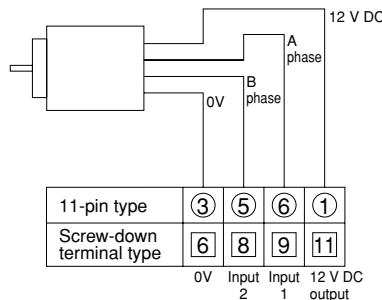 12 V DC
A
phase
B
phase
0V
11-pin type 3 5 6 1
Screw-down
terminal type 6 8 9 11
0V Input
2 Input
1 12 V DC
output